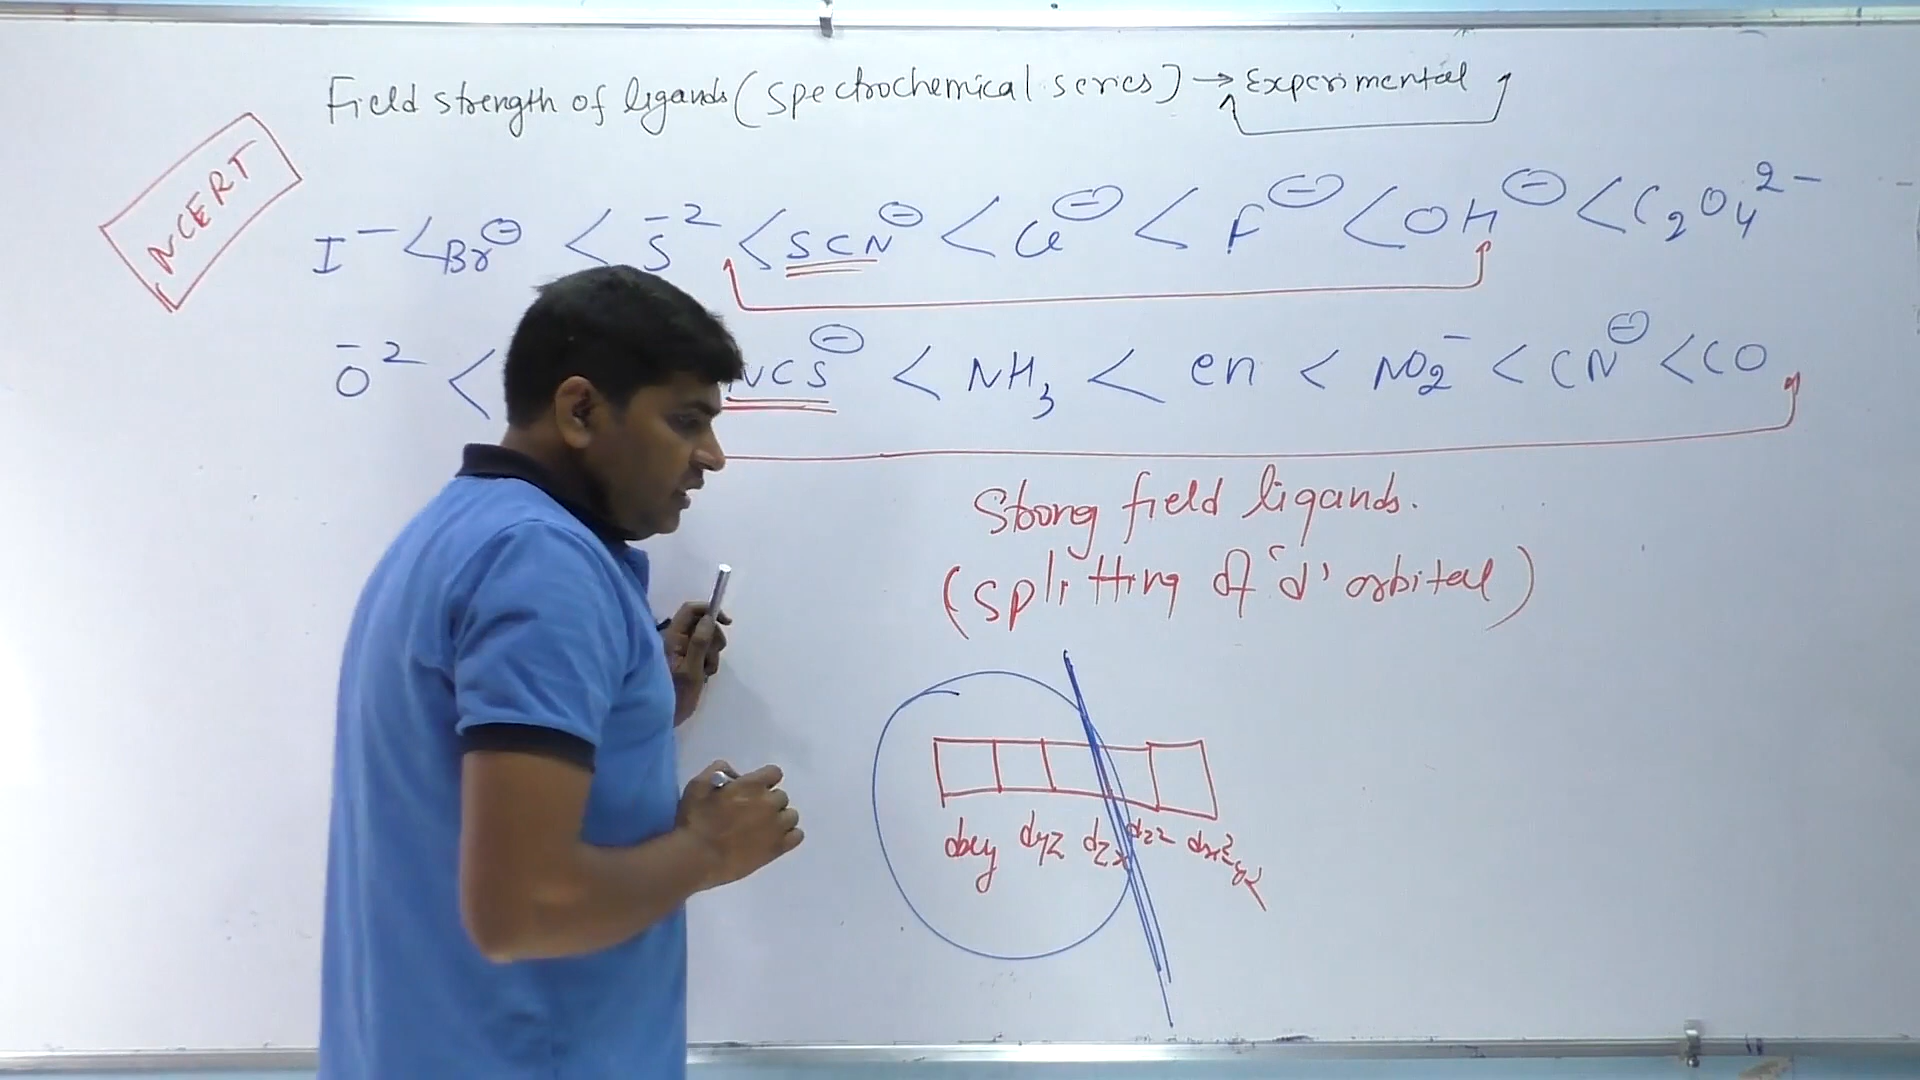 Field strength of ligands (spectrochemical series) → Experimental
NCERT
I⁻ < Br⊖ < S̄² < SCN⊖ < Cl⊖ < F⊖ < OH⊖ < C₂O₄²⁻
Ō² < NCS⊖ < NH₃ < en < NO₂⁻ < CN⊖ < CO
Strong field ligands.
(splitting of 'd' orbital)
dxy dyz dzx dz² dx²-y²